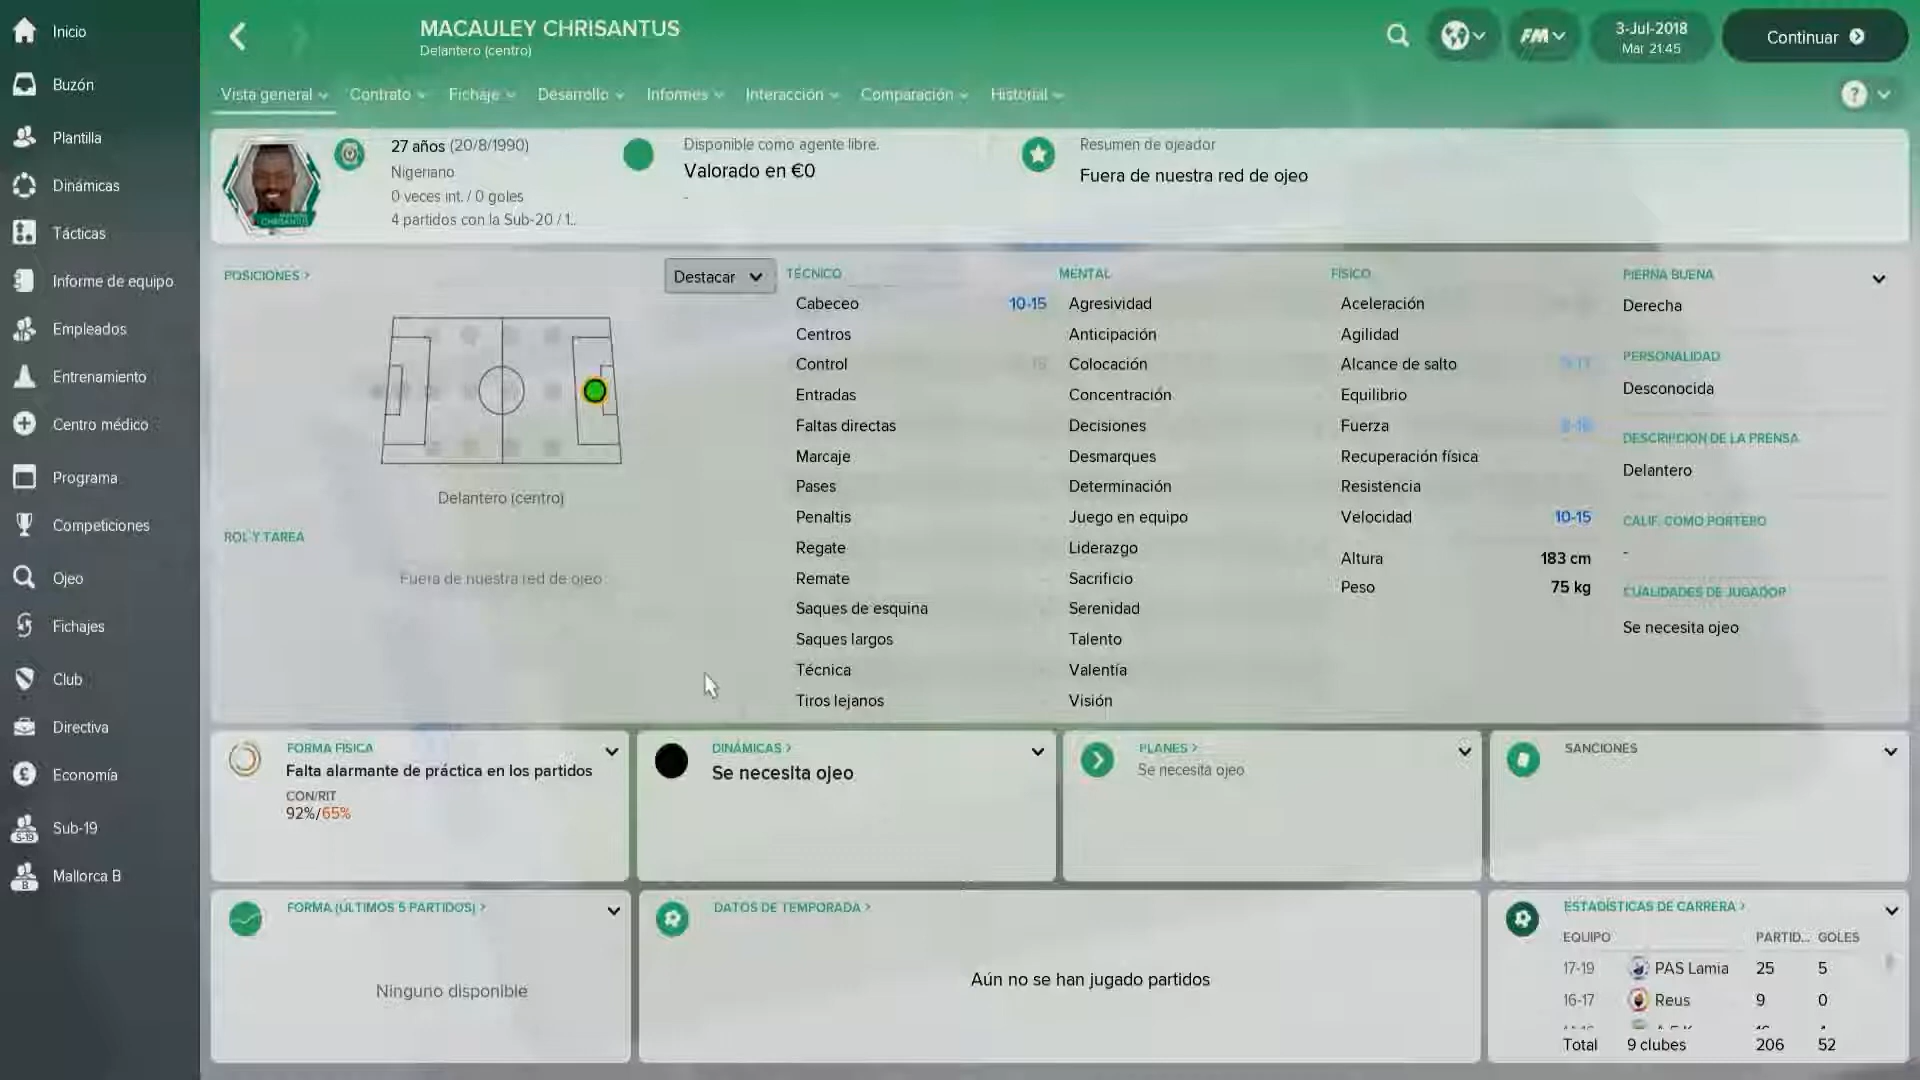 Inicio
Buzón
Plantilla
Dinámicas
Tácticas
Informe de equipo
Empleados
Entrenamiento
Centro médico
Programa
Competiciones
Ojeo
Fichajes
Club
Directiva
Economía
Sub-19
Mallorca B
MACAULEY CHRISANTUS
Delantero (centro)
FM
3-Jul-2018
Mar 21:45
Continuar
Vista general
Contrato
Fichaje
Desarrollo
Informes
Interacción
Comparación
Historial
?
27 años (20/8/1990)
Nigeriano
0 veces int. / 0 goles
4 partidos con la Sub-20 / 1..
CHRISANTUS
Disponible como agente libre.
Valorado en €0
-
Resumen de ojeador
Fuera de nuestra red de ojeo
POSICIONES >
Destacar
Delantero (centro)
ROL Y TAREA
Fuera de nuestra red de ojeo
TÉCNICO
Cabeceo 10-15
Centros
Control
Entradas
Faltas directas
Marcaje
Pases
Penaltis
Regate
Remate
Saques de esquina
Saques largos
Técnica
Tiros lejanos
MENTAL
Agresividad
Anticipación
Colocación
Concentración
Decisiones
Desmarques
Determinación
Juego en equipo
Liderazgo
Sacrificio
Serenidad
Talento
Valentía
Visión
FÍSICO
Aceleración
Agilidad
Alcance de salto
Equilibrio
Fuerza
Recuperación física
Resistencia
Velocidad 10-15
Altura 183 cm
Peso 75 kg
PIERNA BUENA
Derecha
PERSONALIDAD
Desconocida
DESCRIPCIÓN DE LA PRENSA
Delantero
CALIF. COMO PORTERO
-
CUALIDADES DE JUGADOR
Se necesita ojeo
FORMA FÍSICA
Falta alarmante de práctica en los partidos
CON/RIT
92%/65%
DINÁMICAS >
Se necesita ojeo
PLANES >
Se necesita ojeo
SANCIONES
FORMA (ÚLTIMOS 5 PARTIDOS) >
Ninguno disponible
DATOS DE TEMPORADA >
Aún no se han jugado partidos
ESTADÍSTICAS DE CARRERA >
EQUIPO PARTID... GOLES
17-19 PAS Lamia 25 5
16-17 Reus 9 0
Total 9 clubes 206 52